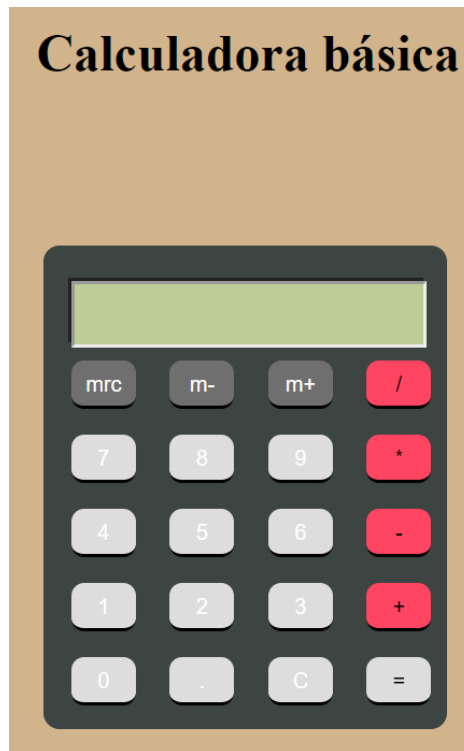 Calculadora básica
mrc m- m+ /
7 8 9 *
4 5 6 -
1 2 3 +
0 . C =